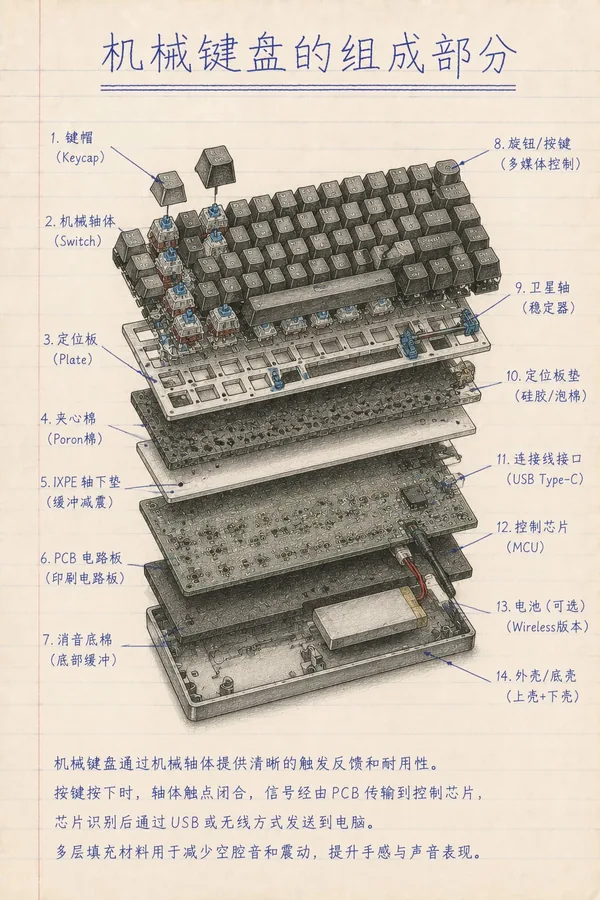 机械键盘的组成部分
1. 键帽
(Keycap)
2. 机械轴体
(Switch)
3. 定位板
(Plate)
4. 夹心棉
(Poron棉)
5. IXPE 轴下垫
(缓冲减震)
6. PCB 电路板
(印刷电路板)
7. 消音底棉
(底部缓冲)
8. 旋钮/按键
(多媒体控制)
9. 卫星轴
(稳定器)
10. 定位板垫
(硅胶/泡棉)
11. 连接线接口
(USB Type-C)
12. 控制芯片
(MCU)
13. 电池 (可选)
(Wireless版本)
14. 外壳/底壳
(上壳+下壳)
机械键盘通过机械轴体提供清晰的触发反馈和耐用性。
按键按下时，轴体触点闭合，信号经由 PCB 传输到控制芯片，
芯片识别后通过 USB 或无线方式发送到电脑。
多层填充材料用于减少空腔音和震动，提升手感与声音表现。